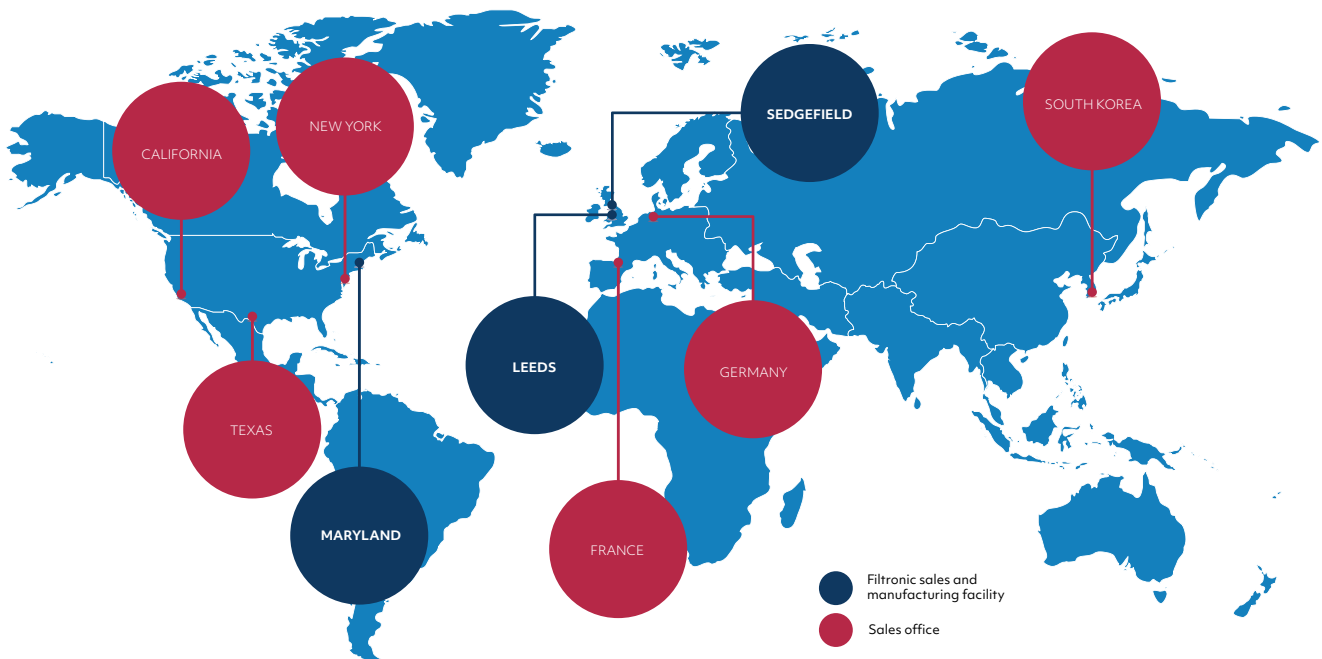 SOUTH KOREA
SEDGEFIELD
NEW YORK
CALIFORNIA
LEEDS
GERMANY
TEXAS
MARYLAND
FRANCE
Filtronic sales and
manufacturing facility
Sales office